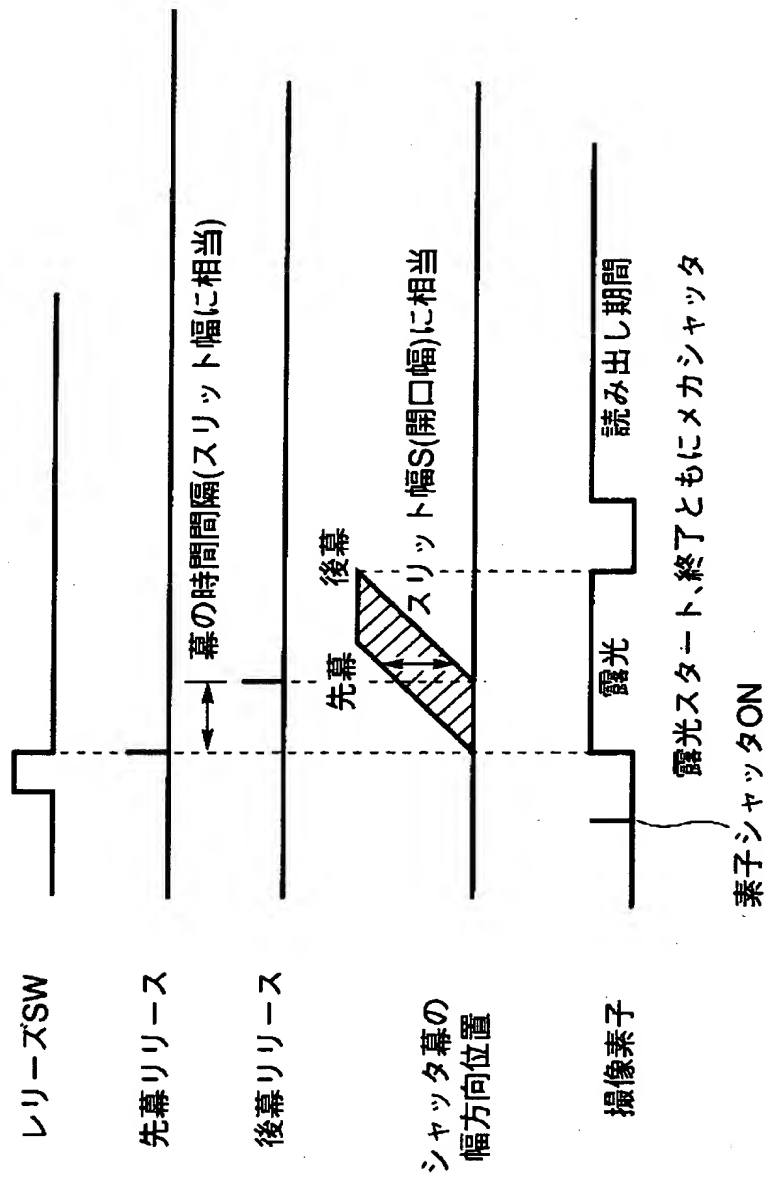 レリーズSW
先幕リリース
幕の時間間隔(スリット幅に相当)
後幕リリース
シャッタ幕の
幅方向位置
先幕
後幕
スリット幅S(開口幅)に相当
撮像素子
露光
読み出し期間
露光スタート、終了ともにメカシャッタ
素子シャッタON